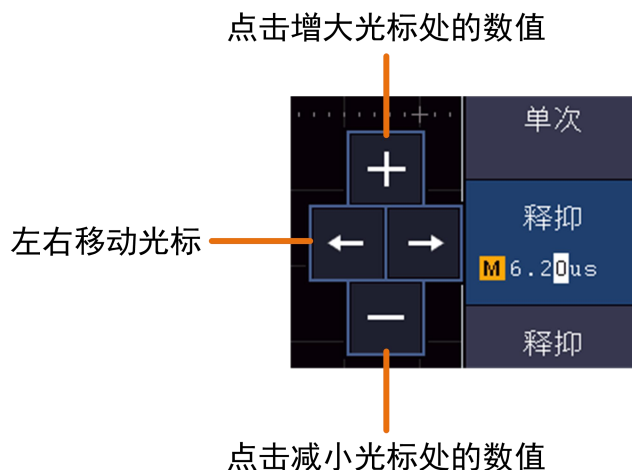 点击增大光标处的数值
单次
释抑
左右移动光标
M 6.20us
释抑
点击减小光标处的数值